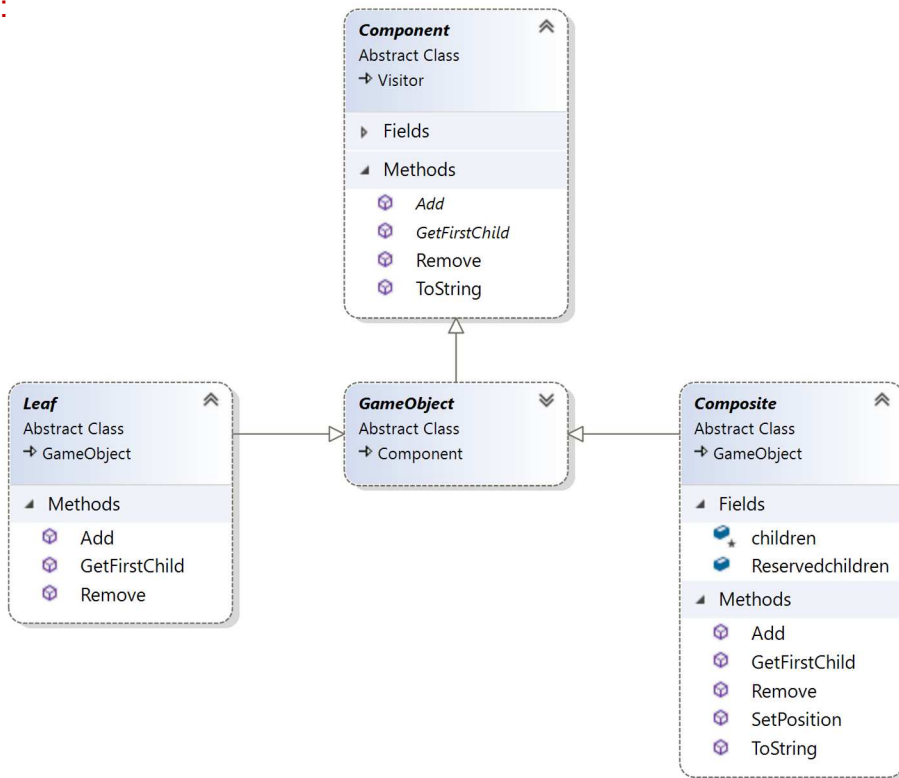 :
Component
Abstract Class
Visitor
Fields
Methods
Add
GetFirstChild
Remove
ToString
Leaf
Abstract Class
GameObject
Methods
Add
GetFirstChild
Remove
GameObject
Abstract Class
Component
Composite
Abstract Class
GameObject
Fields
children
Reservedchildren
Methods
Add
GetFirstChild
Remove
SetPosition
ToString